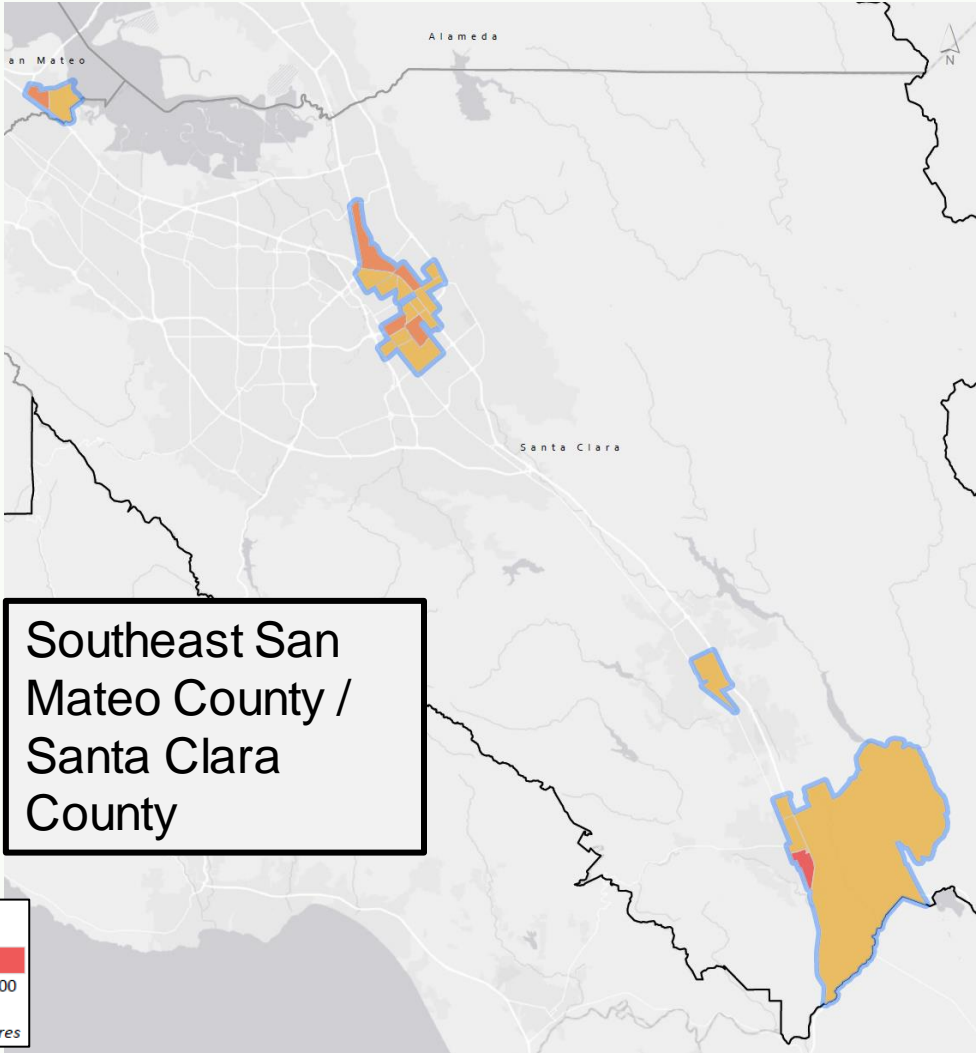 Alameda
an Mateo
N
Santa Clara
Southeast San
Mateo County /
Santa Clara
County
00
res